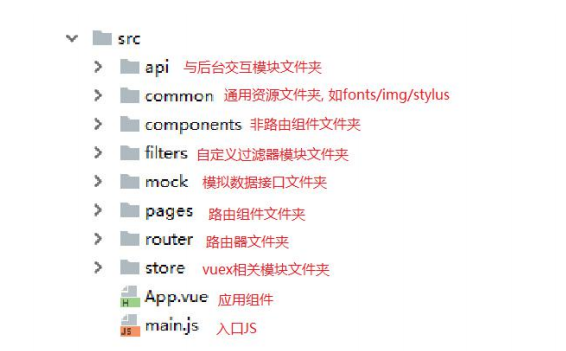 src
api 与后台交互模块文件夹
common 通用资源文件夹, 如fonts/img/stylus
components 非路由组件文件夹
filters 自定义过滤器模块文件夹
mock 模拟数据接口文件夹
pages 路由组件文件夹
router 路由器文件夹
store vuex相关模块文件夹
H App.vue 应用组件
JS main.js 入口JS